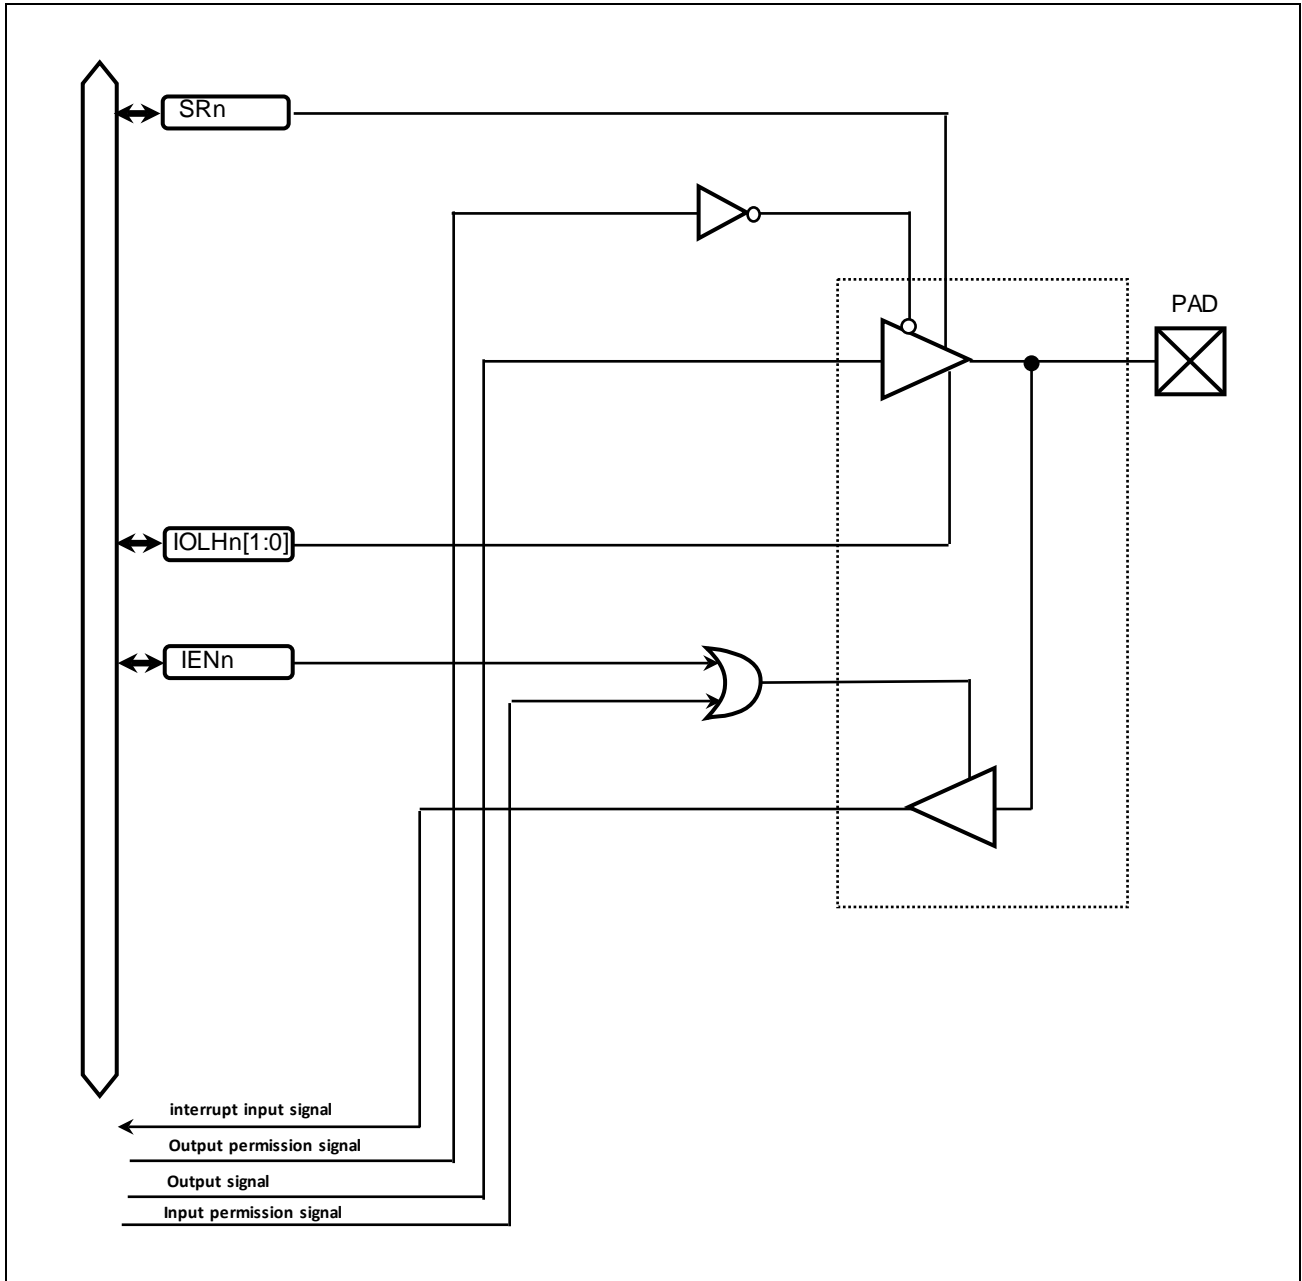 SRn
PAD
IOLHn[1:0]
IENn
interrupt input signal
Output permission signal
Output signal
Input permission signal